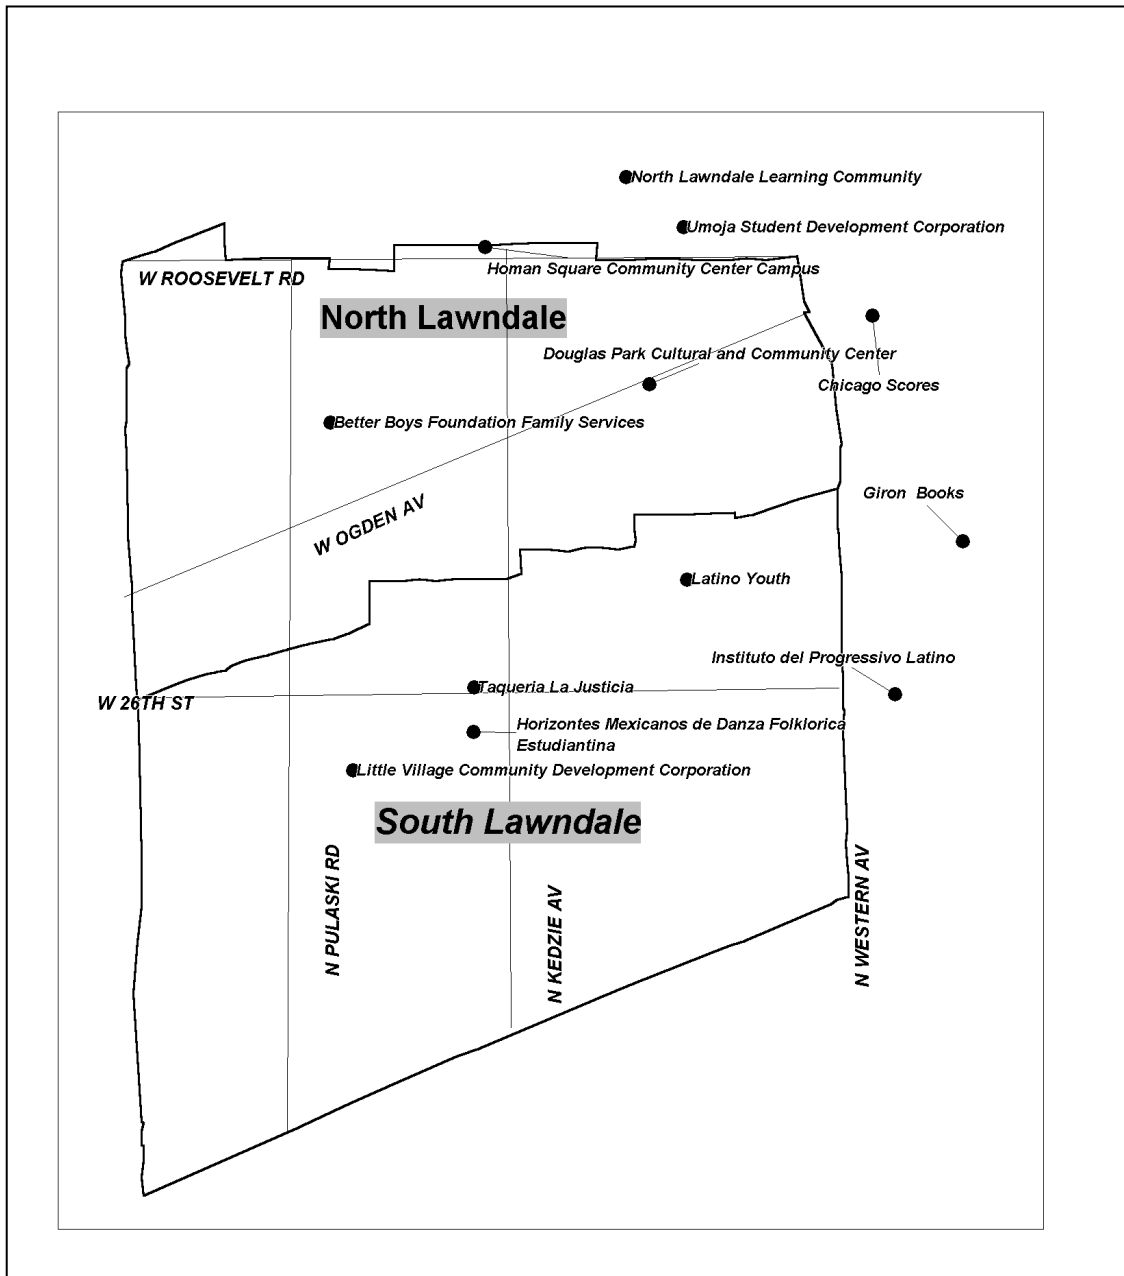 North Lawndale Learning Community
Umoja Student Development Corporation
Homan Square Community Center Campus
W ROOSEVELT RD
North Lawndale
Douglas Park Cultural and Community Center
Chicago Scores
Better Boys Foundation Family Services
Giron Books
W OGDEN AV
Latino Youth
Instituto del Progressivo Latino
Taqueria La Justicia
W 26TH ST
Horizontes Mexicanos de Danza Folklorica
Estudiantina
Little Village Community Development Corporation
South Lawndale
N PULASKI RD
N KEDZIE AV
N WESTERN AV